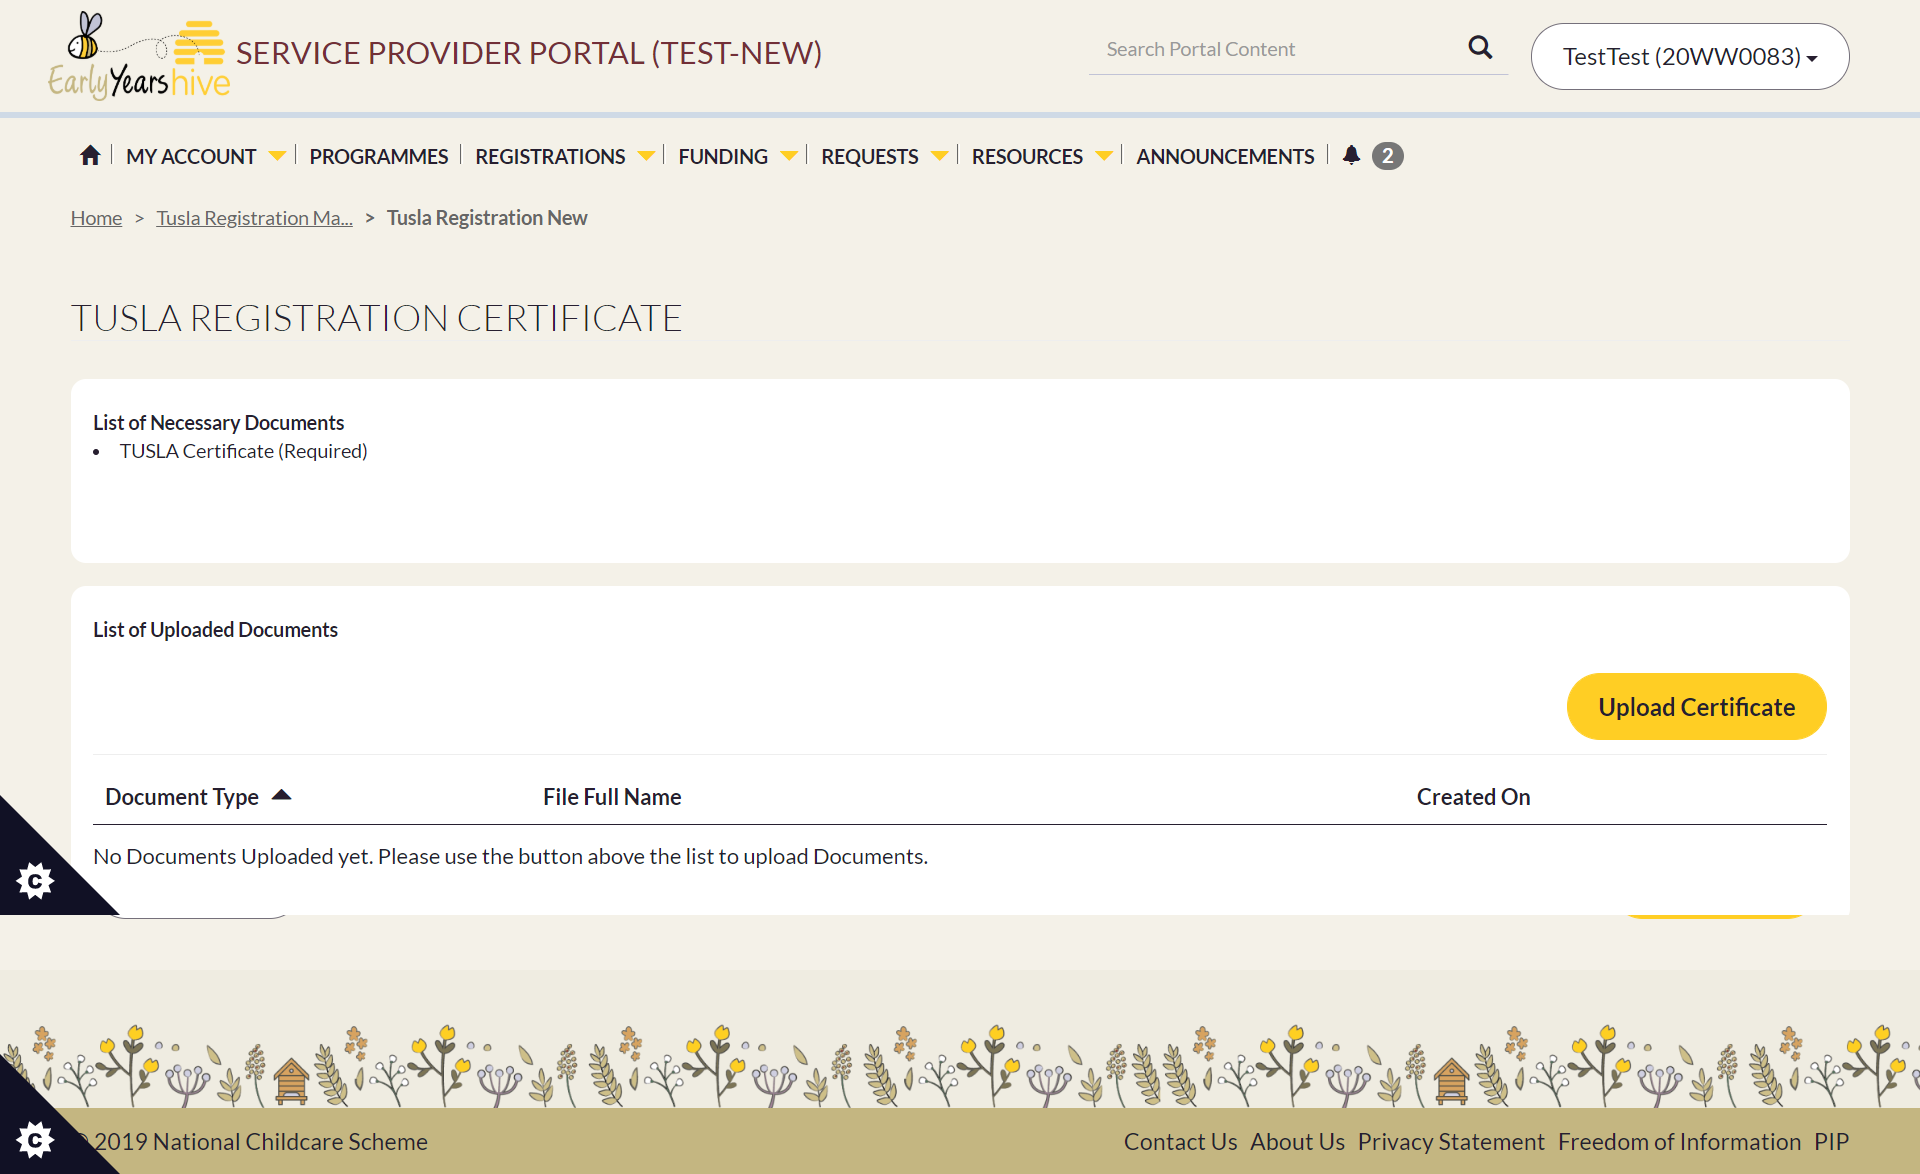 Early Years hive
SERVICE PROVIDER PORTAL (TEST-NEW)
Search Portal Content
TestTest (20WW0083)
MY ACCOUNT
PROGRAMMES
REGISTRATIONS
FUNDING
REQUESTS
RESOURCES
ANNOUNCEMENTS
2
Home > Tusla Registration Ma... > Tusla Registration New
TUSLA REGISTRATION CERTIFICATE
List of Necessary Documents
• TUSLA Certificate (Required)
List of Uploaded Documents
Upload Certificate
Document Type
File Full Name
Created On
No Documents Uploaded yet. Please use the button above the list to upload Documents.
C
C
2019 National Childcare Scheme
Contact Us About Us Privacy Statement Freedom of Information PIP